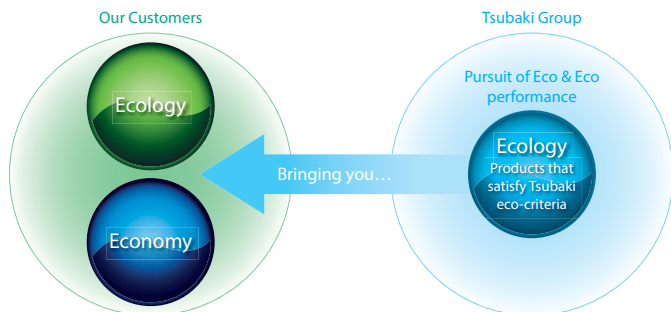 Our Customers
Tsubaki Group
Ecology
Economy
Bringing you…
Pursuit of Eco & Eco
performance
Ecology
Products that
satisfy Tsubaki
eco-criteria